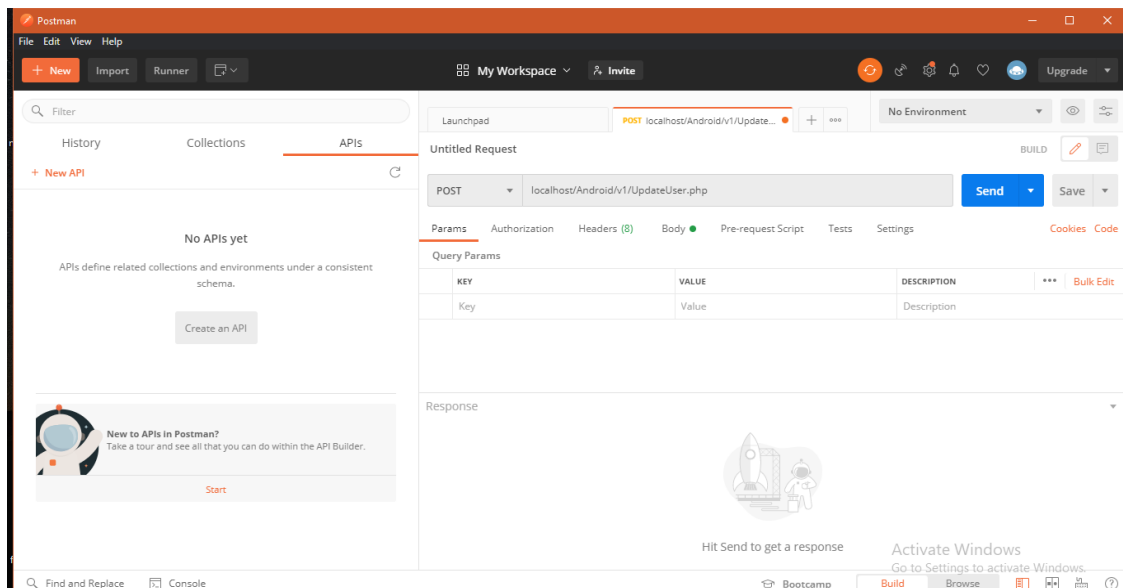 Postman
File Edit View Help
+ New Import Runner My Workspace Invite Upgrade
Filter
History Collections APIs
+ New API
No APIs yet
APIs define related collections and environments under a consistent
schema.
Create an API
New to APIs in Postman?
Take a tour and see all that you can do within the API Builder.
Start
Launchpad POST localhost/Android/v1/Update... + ooo No Environment
Untitled Request BUILD
POST localhost/Android/v1/UpdateUser.php Send Save
Params Authorization Headers (8) Body Pre-request Script Tests Settings Cookies Code
Query Params
KEY VALUE DESCRIPTION ••• Bulk Edit
Key Value Description
Response
Hit Send to get a response
Activate Windows
Go to Settings to activate Windows.
Find and Replace Console Bootcamp Build Browse